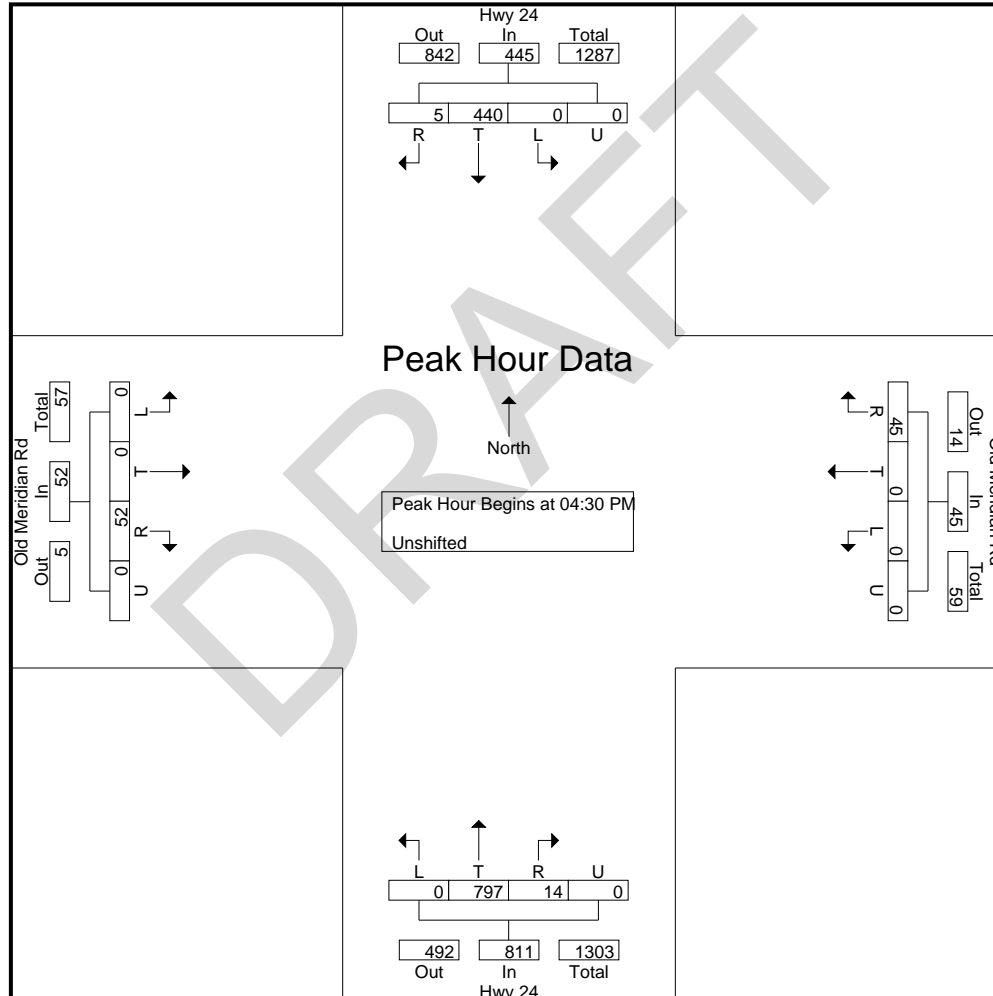 Hwy 24
Out In Total
842 445 1287
5 440 0 0
R T L U
Peak Hour Data
North
Peak Hour Begins at 04:30 PM
Unshifted
Old Meridian Rd
Total In Out
57 52 5
0 0 52 0
L T R U
R T L U
45 0 0 0
Out In Total
14 45 59
L T R U
0 797 14 0
492 811 1303
Out In Total
Hwy 24
DRAFT